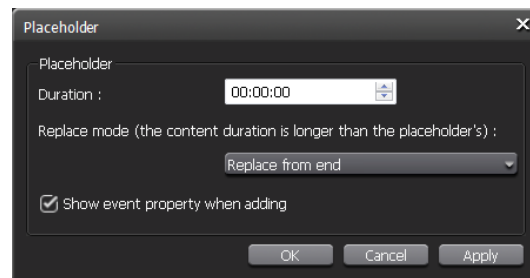 Placeholder
Placeholder
Duration :
00:00:00
Replace mode (the content duration is longer than the placeholder's) :
Replace from end
Show event property when adding
OK Cancel Apply